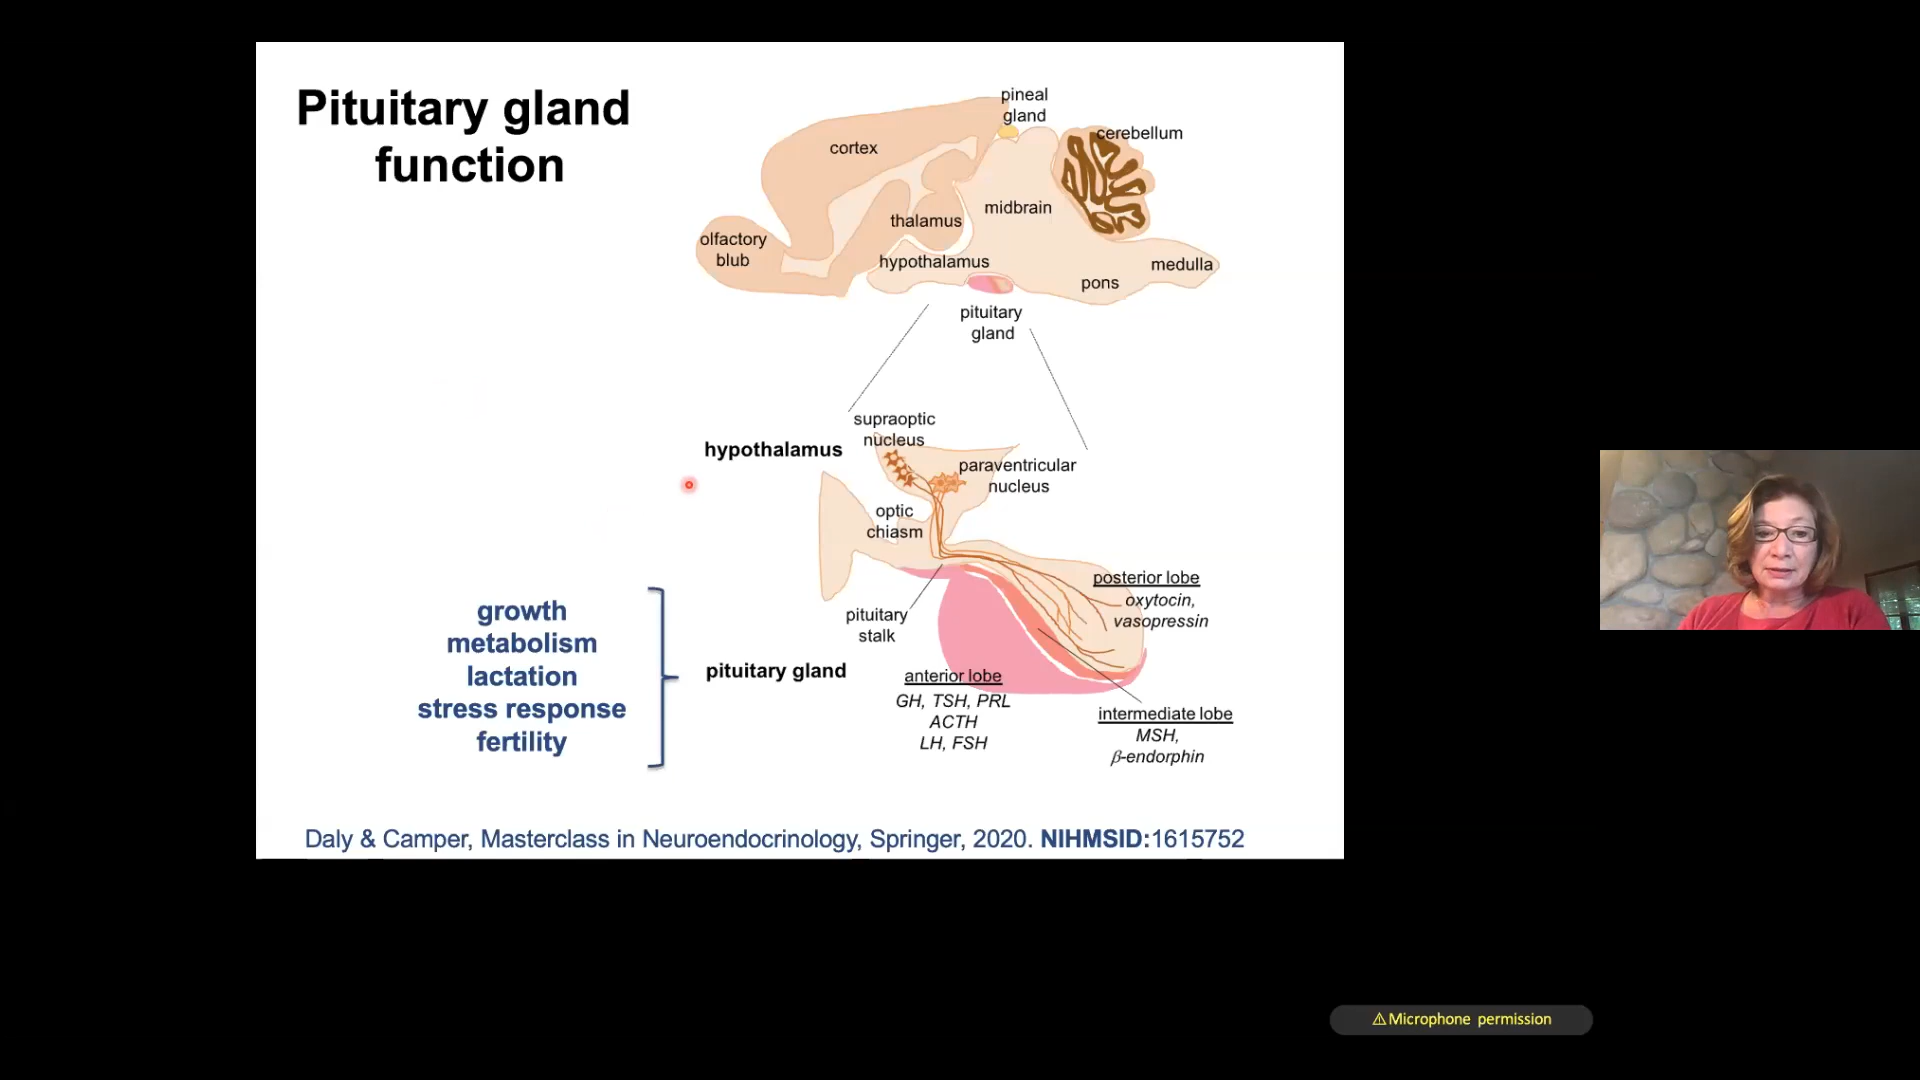 Pituitary gland
function
pineal
gland
cerebellum
cortex
midbrain
thalamus
olfactory
blub
hypothalamus
medulla
pons
pituitary
gland
supraoptic
nucleus
hypothalamus
paraventricular
nucleus
optic
chiasm
posterior lobe
oxytocin,
vasopressin
pituitary
stalk
growth
metabolism
lactation
stress response
fertility
pituitary gland
anterior lobe
GH, TSH, PRL
ACTH
LH, FSH
intermediate lobe
MSH,
β-endorphin
Daly & Camper, Masterclass in Neuroendocrinology, Springer, 2020. NIHMSID:1615752
⚠Microphone permission